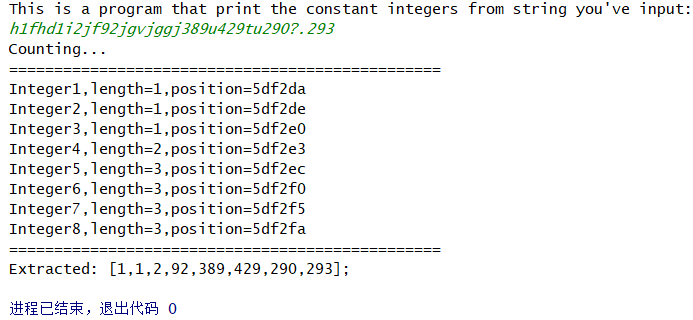 This is a program that print the constant integers from string you've input:
h1fhd1i2jf92jgvjggj389u429tu290?.293
Counting...
================================================
Integer1,length=1,position=5df2da
Integer2,length=1,position=5df2de
Integer3,length=1,position=5df2e0
Integer4,length=2,position=5df2e3
Integer5,length=3,position=5df2ec
Integer6,length=3,position=5df2f0
Integer7,length=3,position=5df2f5
Integer8,length=3,position=5df2fa
================================================
Extracted: [1,1,2,92,389,429,290,293];
进程已结束，退出代码 0